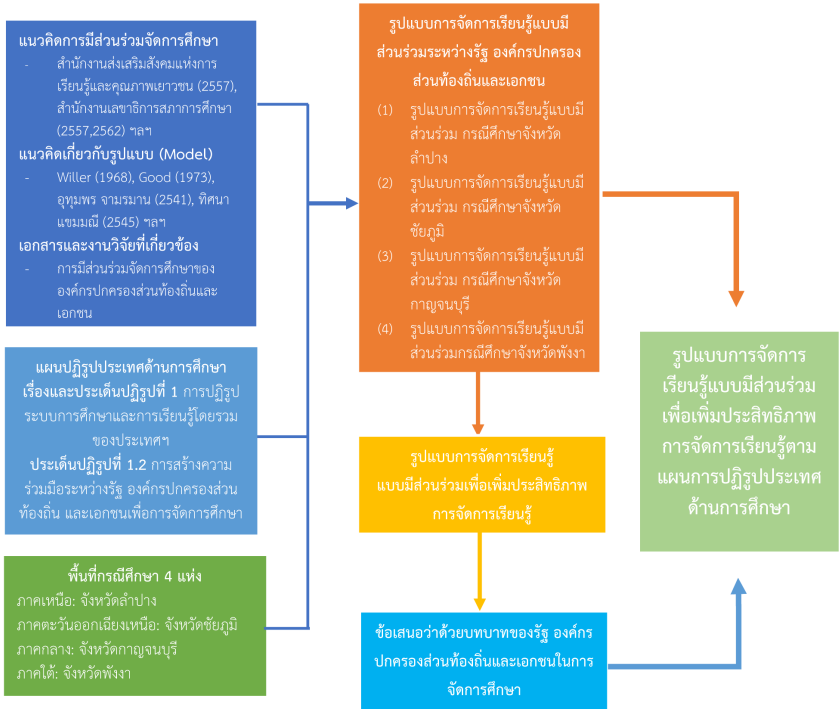 แนวคิดการมีส่วนร่วมจัดการศึกษา
- สำนักงานส่งเสริมสังคมแห่งการ
เรียนรู้และคุณภาพเยาวชน (2557),
สำนักงานเลขาธิการสภาการศึกษา
(2557,2562) ฯลฯ
แนวคิดเกี่ยวกับรูปแบบ (Model)
- Willer (1968), Good (1973),
อุทุมพร จามรมาน (2541), ทิศนา
แขมมณี (2545) ฯลฯ
เอกสารและงานวิจัยที่เกี่ยวข้อง
- การมีส่วนร่วมจัดการศึกษาของ
องค์กรปกครองส่วนท้องถิ่นและ
เอกชน
แผนปฏิรูปประเทศด้านการศึกษา
เรื่องและประเด็นปฏิรูปที่ 1 การปฏิรูป
ระบบการศึกษาและการเรียนรู้โดยรวม
ของประเทศฯ
ประเด็นปฏิรูปที่ 1.2 การสร้างความ
ร่วมมือระหว่างรัฐ องค์กรปกครองส่วน
ท้องถิ่น และเอกชนเพื่อการจัดการศึกษา
พื้นที่กรณีศึกษา 4 แห่ง
ภาคเหนือ: จังหวัดลำปาง
ภาคตะวันออกเฉียงเหนือ: จังหวัดชัยภูมิ
ภาคกลาง: จังหวัดกาญจนบุรี
ภาคใต้: จังหวัดพังงา
รูปแบบการจัดการเรียนรู้แบบมี
ส่วนร่วมระหว่างรัฐ องค์กรปกครอง
ส่วนท้องถิ่นและเอกชน
(1) รูปแบบการจัดการเรียนรู้แบบมี
ส่วนร่วม กรณีศึกษาจังหวัด
ลำปาง
(2) รูปแบบการจัดการเรียนรู้แบบมี
ส่วนร่วม กรณีศึกษาจังหวัด
ชัยภูมิ
(3) รูปแบบการจัดการเรียนรู้แบบมี
ส่วนร่วม กรณีศึกษาจังหวัด
กาญจนบุรี
(4) รูปแบบการจัดการเรียนรู้แบบมี
ส่วนร่วมกรณีศึกษาจังหวัดพังงา
รูปแบบการจัดการเรียนรู้
แบบมีส่วนร่วมเพื่อเพิ่มประสิทธิภาพ
การจัดการเรียนรู้
ข้อเสนอว่าด้วยบทบาทของรัฐ องค์กร
ปกครองส่วนท้องถิ่นและเอกชนในการ
จัดการศึกษา
รูปแบบการจัดการ
เรียนรู้แบบมีส่วนร่วม
เพื่อเพิ่มประสิทธิภาพ
การจัดการเรียนรู้ตาม
แผนการปฏิรูปประเทศ
ด้านการศึกษา